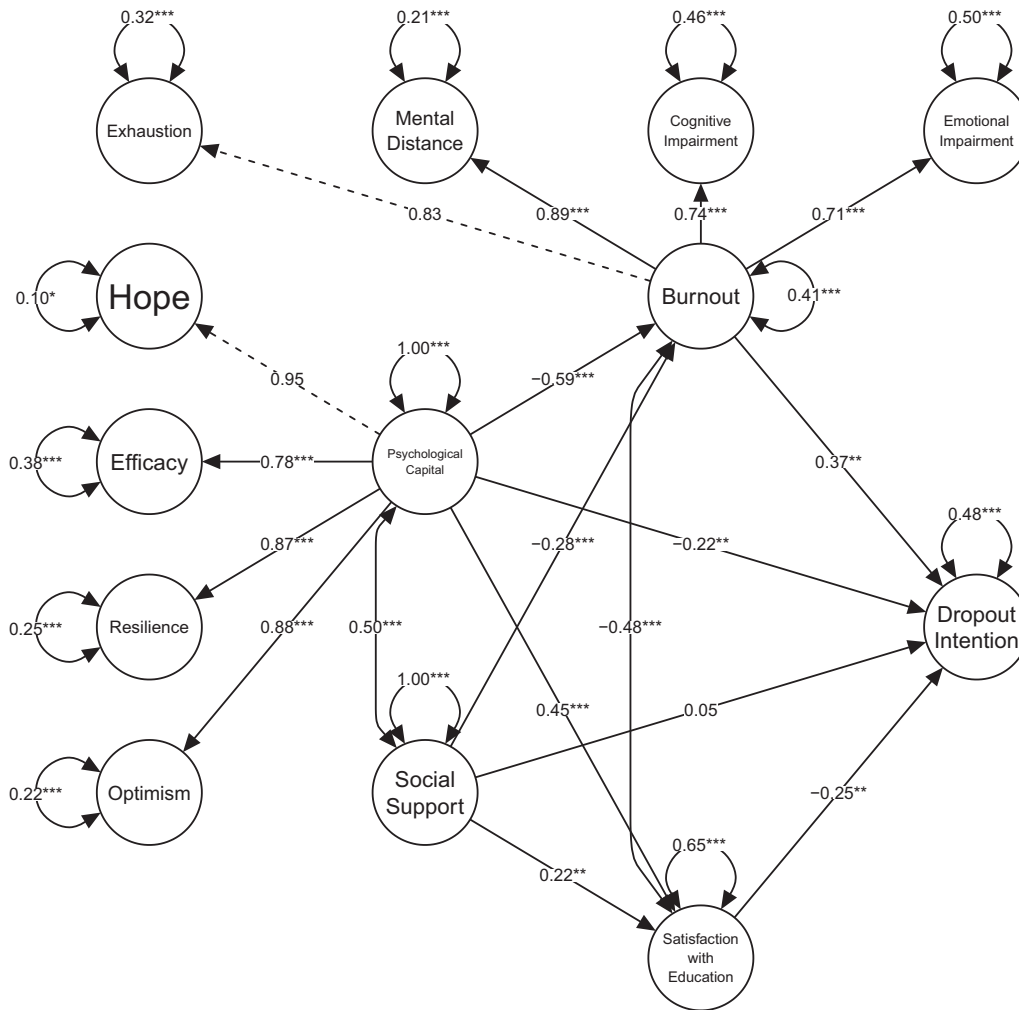 0.32***
0.21***
0.46***
0.50***
Exhaustion
Mental
Distance
Cognitive
Impairment
Emotional
Impairment
0.83
0.89***
0.74***
0.71***
0.10*
Hope
Burnout
0.41***
1.00***
0.95
−0.59***
0.38***
Efficacy
0.78***
Psychological
Capital
0.37**
0.48***
0.87***
−0.28***
−0.22**
0.25***
Resilience
0.88***
0.50***
−0.48***
Dropout
Intention
1.00***
0.45***
0.05
0.22***
Optimism
Social
Support
−0.25**
0.65***
0.22**
Satisfaction
with
Education